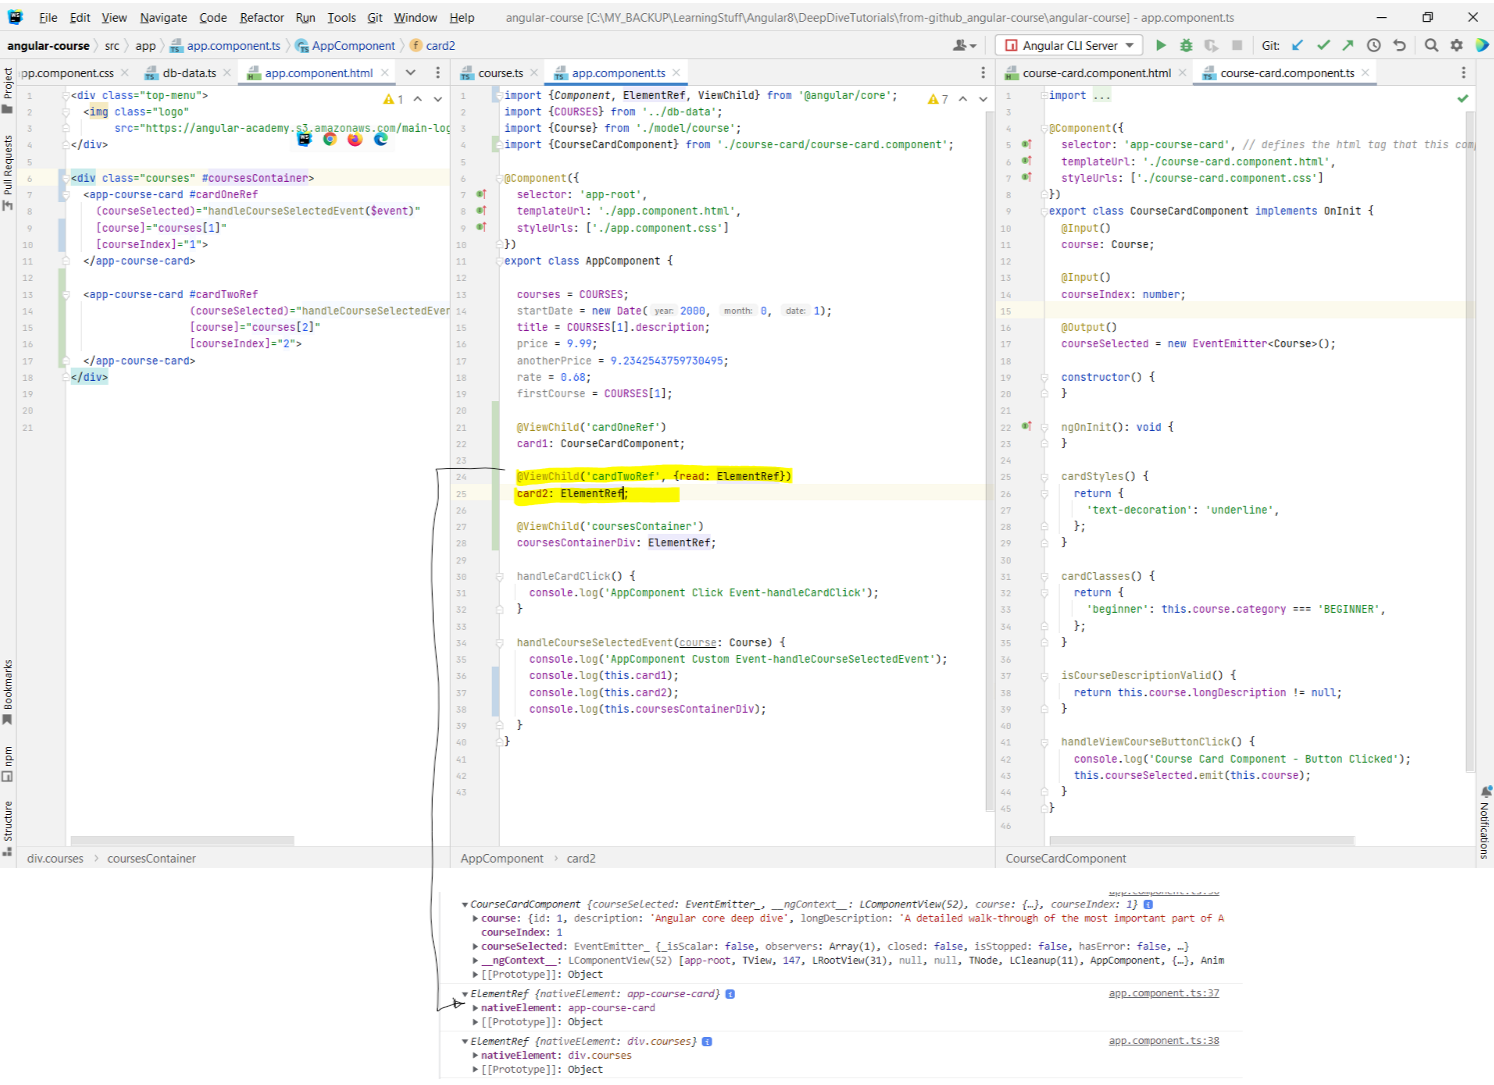 File Edit View Navigate Code Refactor Run Tools Git Window Help angular-course [C:\MY_BACKUP\LearningStuff\Angular8\DeepDiveTutorials\from-github_angular-course\angular-course] - app.component.ts
angular-course src app app.component.ts AppComponent card2 Angular CLI Server Git:
pp.component.css db-data.ts app.component.html
Project
Pull Requests
Bookmarks
npm
Structure
1
1 <div class="top-menu">
2 <img class="logo"
3 src="https://angular-academy.s3.amazonaws.com/main-log
4 </div>
5
6 <div class="courses" #coursesContainer>
7 <app-course-card #cardOneRef
8 (courseSelected)="handleCourseSelectedEvent($event)"
9 [course]="courses[1]"
10 [courseIndex]="1">
11 </app-course-card>
12
13 <app-course-card #cardTwoRef
14 (courseSelected)="handleCourseSelectedEven
15 [course]="courses[2]"
16 [courseIndex]="2">
17 </app-course-card>
18 </div>
19
20
21
div.courses coursesContainer
course.ts app.component.ts
7
1 import {Component, ElementRef, ViewChild} from '@angular/core';
2 import {COURSES} from '../db-data';
3 import {Course} from './model/course';
4 import {CourseCardComponent} from './course-card/course-card.component';
5
6 @Component({
7 selector: 'app-root',
8 templateUrl: './app.component.html',
9 styleUrls: ['./app.component.css']
10 })
11 export class AppComponent {
12
13 courses = COURSES;
14 startDate = new Date( year: 2000, month: 0, date: 1);
15 title = COURSES[1].description;
16 price = 9.99;
17 anotherPrice = 9.2342543759730495;
18 rate = 0.68;
19 firstCourse = COURSES[1];
20
21 @ViewChild('cardOneRef')
22 card1: CourseCardComponent;
23
24 @ViewChild('cardTwoRef', {read: ElementRef})
25 card2: ElementRef;
26
27 @ViewChild('coursesContainer')
28 coursesContainerDiv: ElementRef;
29
30 handleCardClick() {
31 console.log('AppComponent Click Event-handleCardClick');
32 }
33
34 handleCourseSelectedEvent(course: Course) {
35 console.log('AppComponent Custom Event-handleCourseSelectedEvent');
36 console.log(this.card1);
37 console.log(this.card2);
38 console.log(this.coursesContainerDiv);
39 }
40 }
41
42
43
AppComponent card2
course-card.component.html course-card.component.ts
1 import ...
3
4 @Component({
5 selector: 'app-course-card', // defines the html tag that this com
6 templateUrl: './course-card.component.html',
7 styleUrls: ['./course-card.component.css']
8 })
9 export class CourseCardComponent implements OnInit {
10 @Input()
11 course: Course;
12
13 @Input()
14 courseIndex: number;
15
16 @Output()
17 courseSelected = new EventEmitter<Course>();
18
19 constructor() {
20 }
21
22 ngOnInit(): void {
23 }
24
25 cardStyles() {
26 return {
27 'text-decoration': 'underline',
28 };
29 }
30
31 cardClasses() {
32 return {
33 'beginner': this.course.category === 'BEGINNER',
34 };
35 }
36
37 isCourseDescriptionValid() {
38 return this.course.longDescription != null;
39 }
40
41 handleViewCourseButtonClick() {
42 console.log('Course Card Component - Button Clicked');
43 this.courseSelected.emit(this.course);
44 }
45 }
46
CourseCardComponent
Notifications
CourseCardComponent {courseSelected: EventEmitter_, __ngContext__: LComponentView(52), course: {…}, courseIndex: 1}
course: {id: 1, description: 'Angular core deep dive', longDescription: 'A detailed walk-through of the most important part of A
courseIndex: 1
courseSelected: EventEmitter_ {_isScalar: false, observers: Array(1), closed: false, isStopped: false, hasError: false, …}
__ngContext__: LComponentView(52) [app-root, TView, 147, LRootView(31), null, null, TNode, LCleanup(11), AppComponent, {…}, Anim
[[Prototype]]: Object
ElementRef {nativeElement: app-course-card} app.component.ts:37
nativeElement: app-course-card
[[Prototype]]: Object
ElementRef {nativeElement: div.courses} app.component.ts:38
nativeElement: div.courses
[[Prototype]]: Object